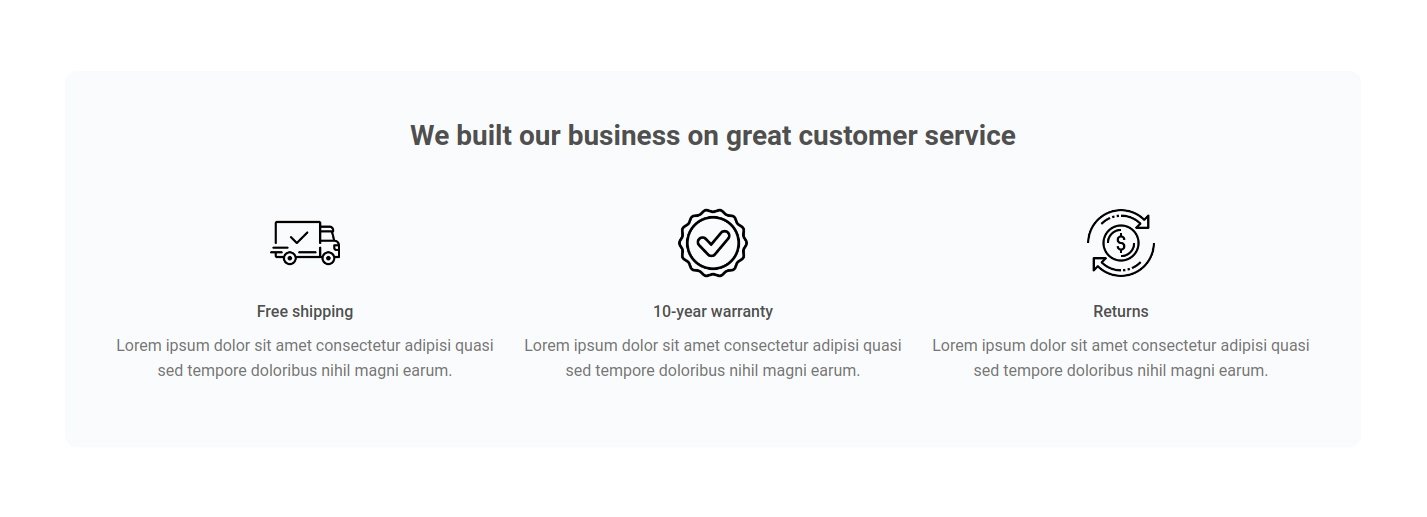 We built our business on great customer service
$
Free shipping
Lorem ipsum dolor sit amet consectetur adipisi quasi
sed tempore doloribus nihil magni earum.
10-year warranty
Lorem ipsum dolor sit amet consectetur adipisi quasi
sed tempore doloribus nihil magni earum.
Returns
Lorem ipsum dolor sit amet consectetur adipisi quasi
sed tempore doloribus nihil magni earum.